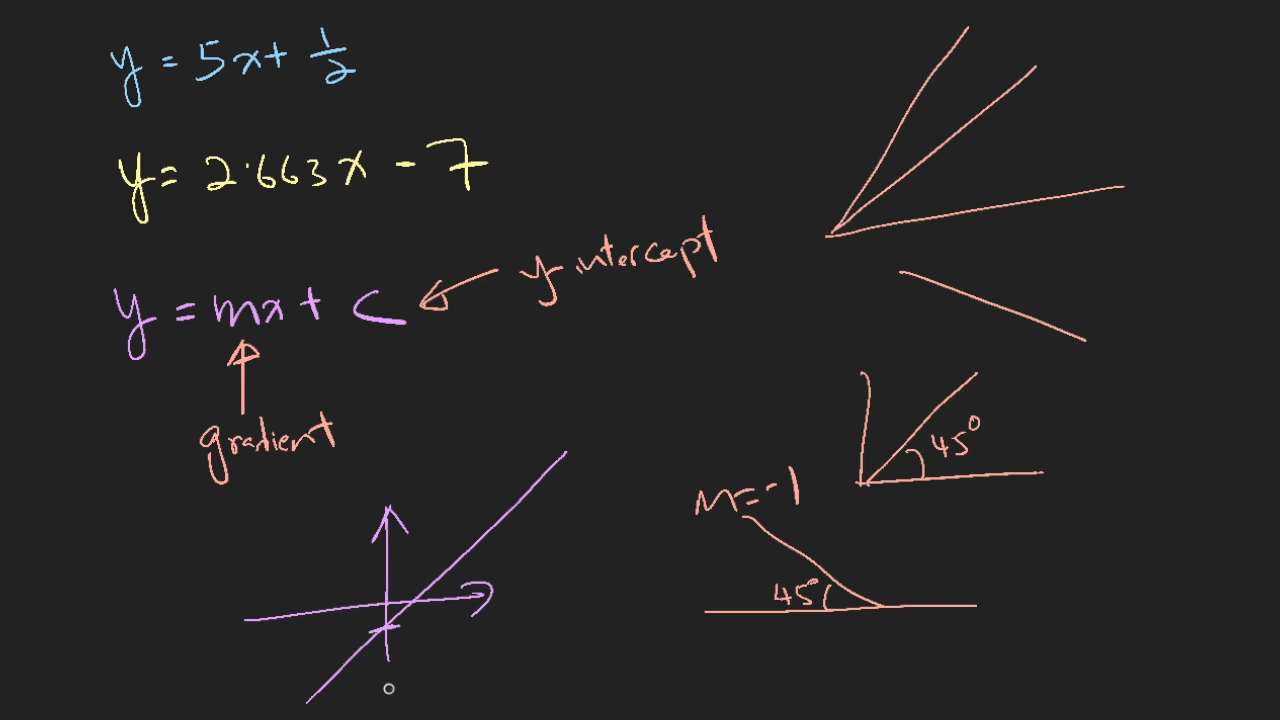 y = 5x + 1/2
y = 2.663x - 7
y intercept
y = mx + c
gradient
45°
m = -1
45°